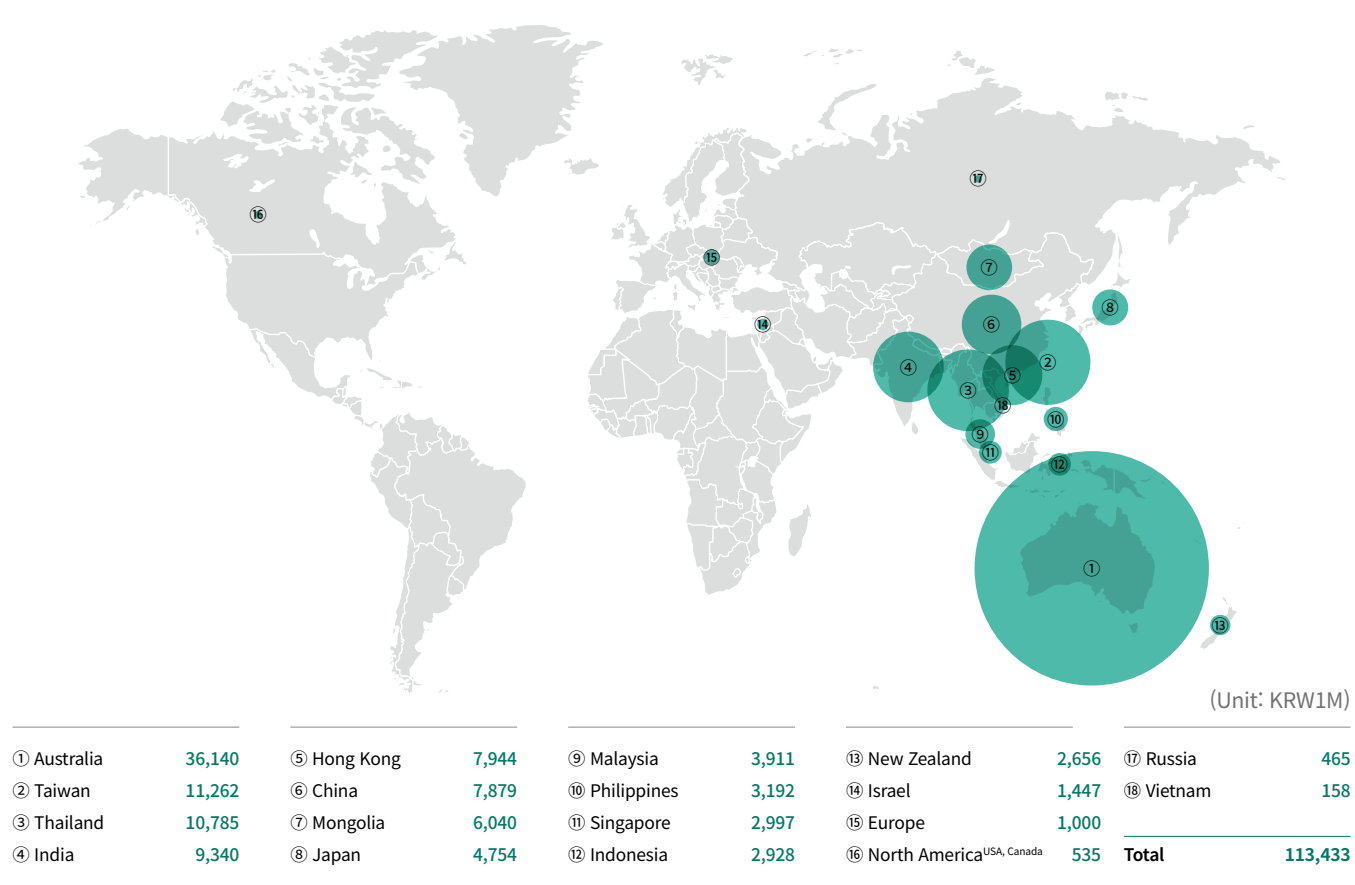 ⑯
⑰
⑮
⑦
⑧
⑭
⑥
②
④
⑤
③
⑱
⑩
⑨
⑪
⑫
①
⑬
(Unit: KRW1M)
① Australia 36,140
② Taiwan 11,262
③ Thailand 10,785
④ India 9,340
⑤ Hong Kong 7,944
⑥ China 7,879
⑦ Mongolia 6,040
⑧ Japan 4,754
⑨ Malaysia 3,911
⑩ Philippines 3,192
⑪ Singapore 2,997
⑫ Indonesia 2,928
⑬ New Zealand 2,656
⑭ Israel 1,447
⑮ Europe 1,000
⑯ North America USA, Canada 535
⑰ Russia 465
⑱ Vietnam 158
Total 113,433